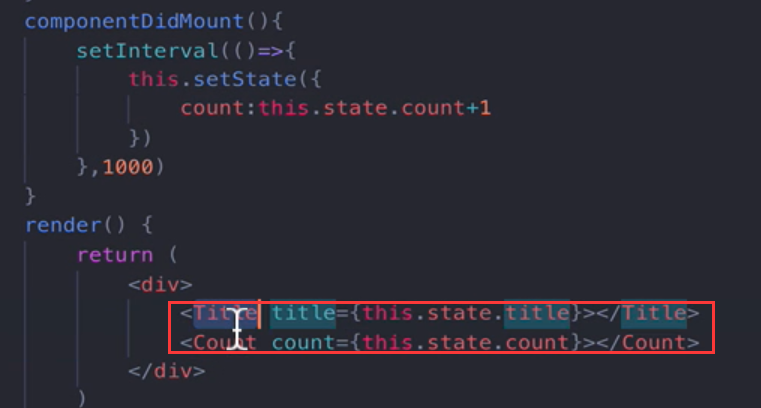 componentDidMount(){
setInterval(()=>{
this.setState({
count:this.state.count+1
})
},1000)
}
render() {
return (
<div>
<Title title={this.state.title}></Title>
<Count count={this.state.count}></Count>
</div>
)